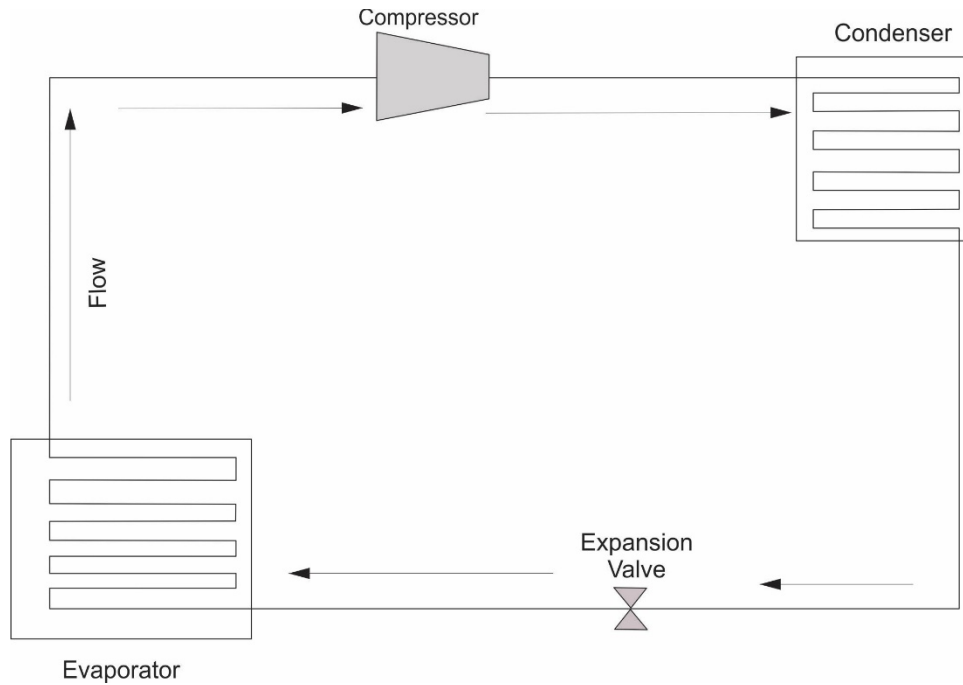 Compressor
Condenser
Flow
Expansion
Valve
Evaporator